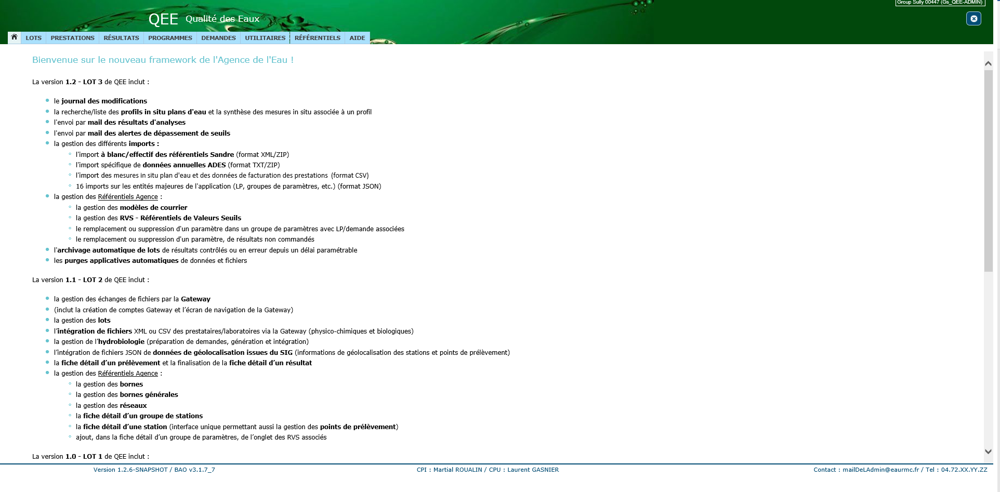 Group Sully 00447 (Gs_QEE-ADMIN)
QEE Qualité des Eaux
LOTS PRESTATIONS RÉSULTATS PROGRAMMES DEMANDES UTILITAIRES RÉFÉRENTIELS AIDE
Bienvenue sur le nouveau framework de l'Agence de l'Eau !
La version 1.2 - LOT 3 de QEE inclut :
le journal des modifications
la recherche/liste des profils in situ plans d'eau et la synthèse des mesures in situ associée à un profil
l'envoi par mail des résultats d'analyses
l'envoi par mail des alertes de dépassement de seuils
la gestion des différents imports :
l'import à blanc/effectif des référentiels Sandre (format XML/ZIP)
l'import spécifique de données annuelles ADES (format TXT/ZIP)
l'import des mesures in situ plan d'eau et des données de facturation des prestations (format CSV)
16 imports sur les entités majeures de l'application (LP, groupes de paramètres, etc.) (format JSON)
la gestion des Référentiels Agence :
la gestion des modèles de courrier
la gestion des RVS - Référentiels de Valeurs Seuils
le remplacement ou suppression d'un paramètre dans un groupe de paramètres avec LP/demande associées
le remplacement ou suppression d'un paramètre, de résultats non commandés
l'archivage automatique de lots de résultats contrôlés ou en erreur depuis un délai paramétrable
les purges applicatives automatiques de données et fichiers
La version 1.1 - LOT 2 de QEE inclut :
la gestion des échanges de fichiers par la Gateway
(inclut la création de comptes Gateway et l’écran de navigation de la Gateway)
la gestion des lots
l’intégration de fichiers XML ou CSV des prestataires/laboratoires via la Gateway (physico-chimiques et biologiques)
la gestion de l’hydrobiologie (préparation de demandes, génération et intégration)
l’intégration de fichiers JSON de données de géolocalisation issues du SIG (informations de géolocalisation des stations et points de prélèvement)
la fiche détail d’un prélèvement et la finalisation de la fiche détail d’un résultat
la gestion des Référentiels Agence :
la gestion des bornes
la gestion des bornes générales
la gestion des réseaux
la fiche détail d’un groupe de stations
la fiche détail d’une station (interface unique permettant aussi la gestion des points de prélèvement)
ajout, dans la fiche détail d’un groupe de paramètres, de l’onglet des RVS associés
La version 1.0 - LOT 1 de QEE inclut :
Version 1.2.6-SNAPSHOT / BAO v3.1.7_7 CPI : Martial ROUALIN / CPU : Laurent GASNIER Contact : mailDeLAdmin@eaurmc.fr / Tel : 04.72.XX.YY.ZZ